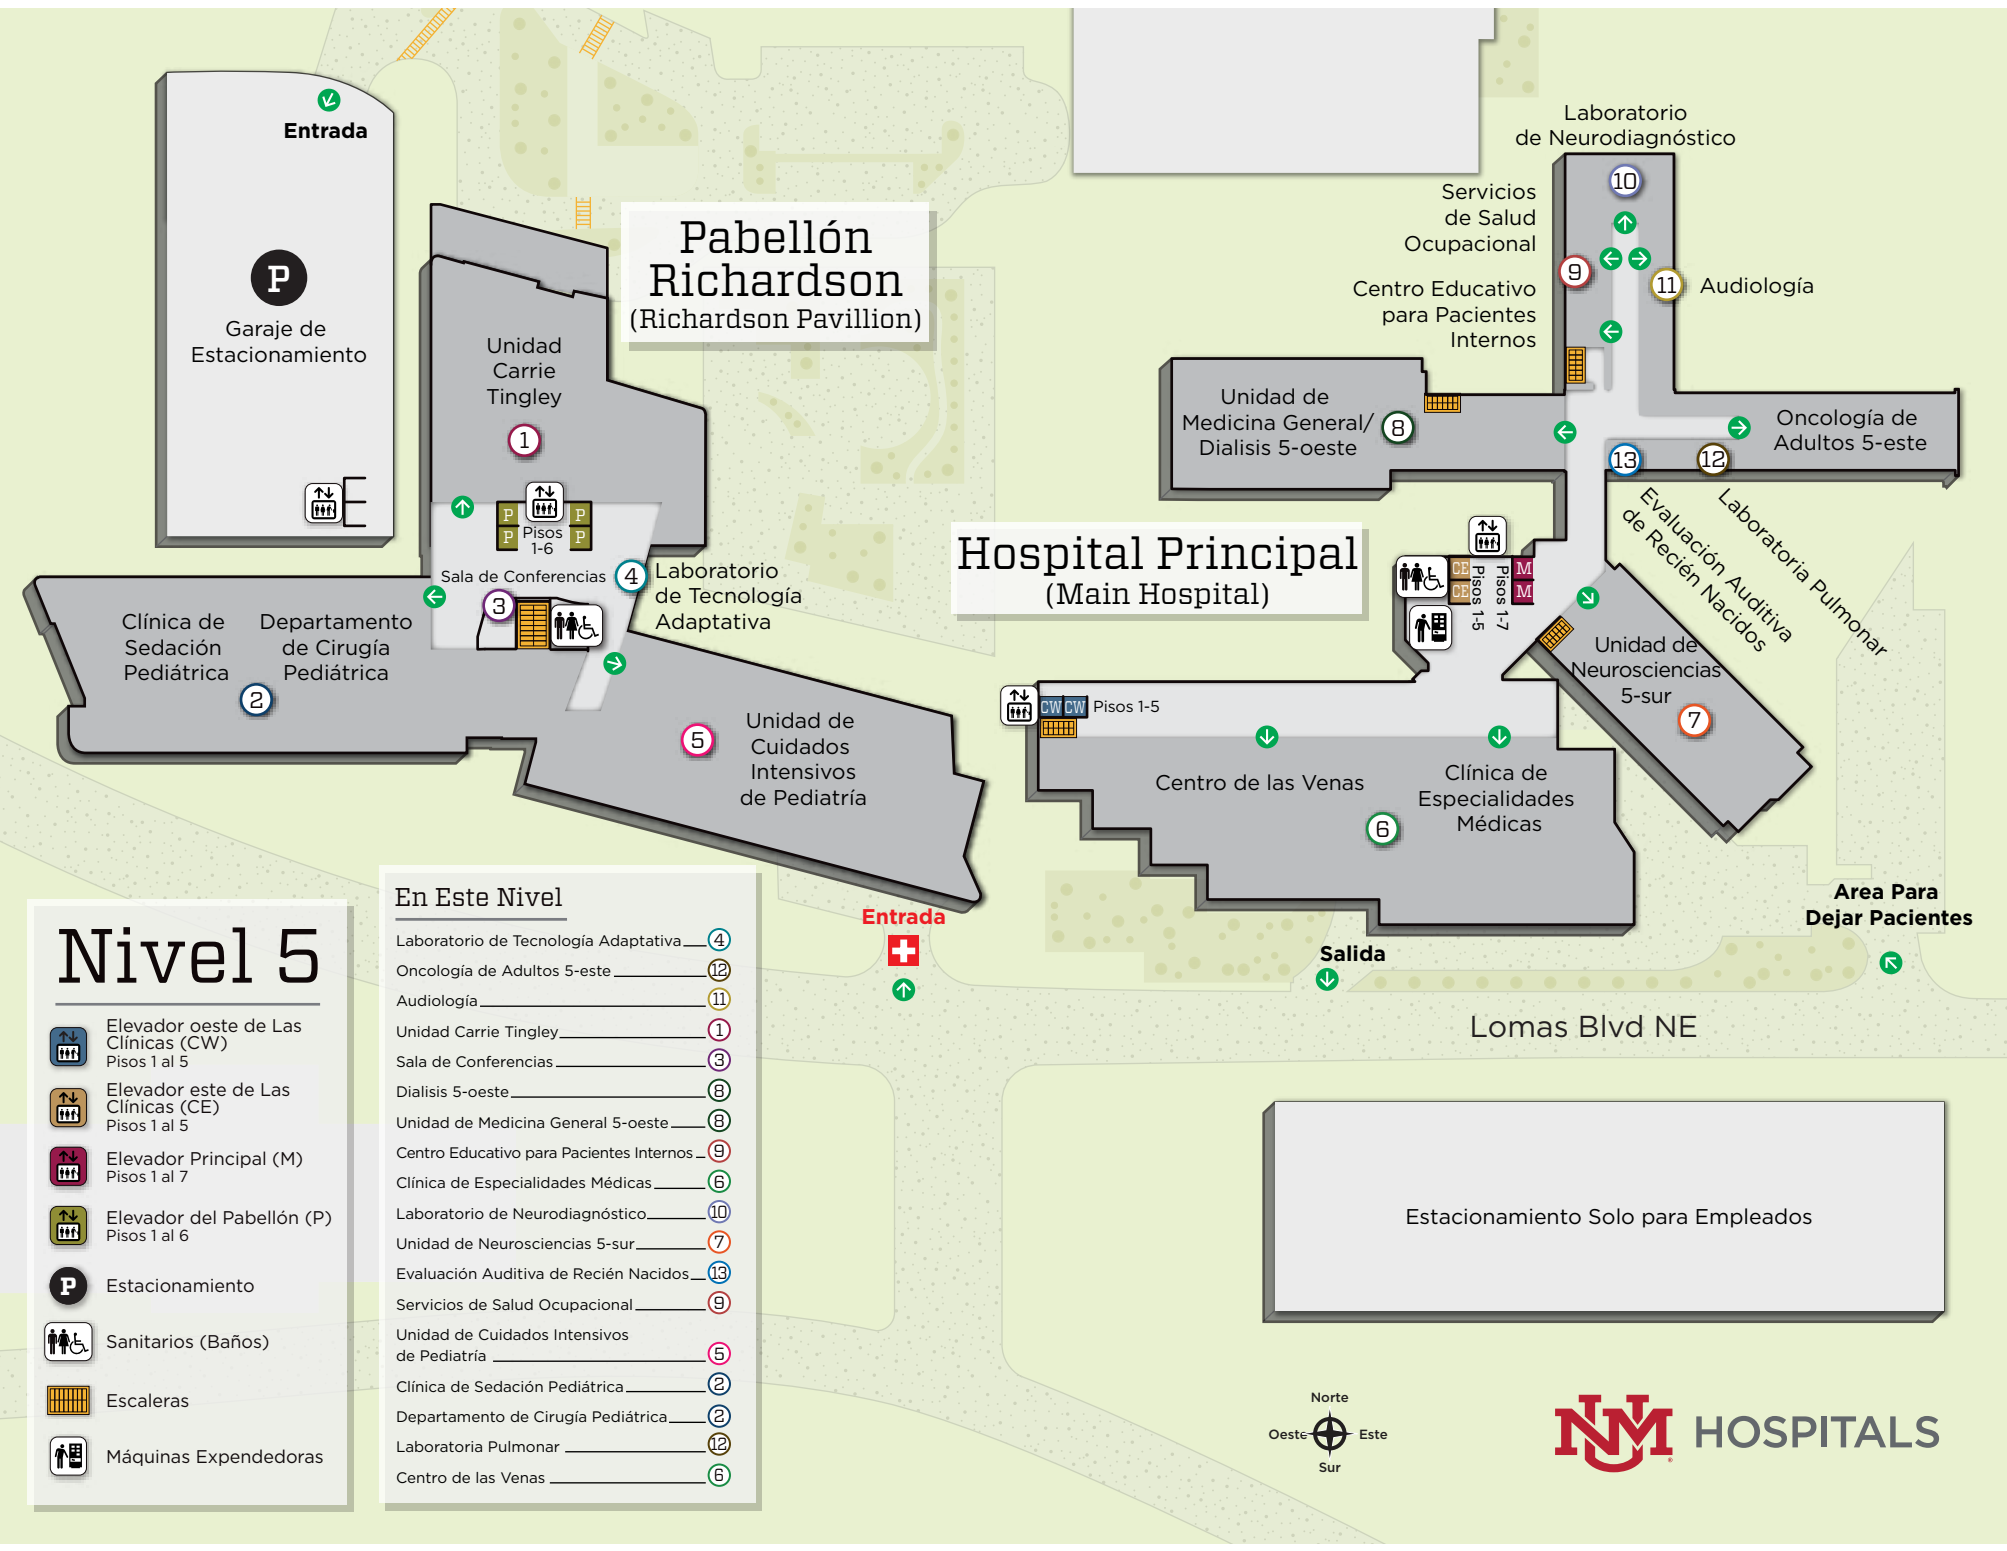 Entrada
P
Garaje de
Estacionamiento
Pabellón
Richardson
(Richardson Pavillion)
Unidad
Carrie
Tingley
1
P
P
P
P
Pisos
1-6
Sala de Conferencias
3
4
Laboratorio
de Tecnología
Adaptativa
Clínica de
Sedación
Pediátrica
Departamento
de Cirugía
Pediátrica
2
5
Unidad de
Cuidados
Intensivos
de Pediatría
Laboratorio
de Neurodiagnóstico
10
Servicios
de Salud
Ocupacional
9
Centro Educativo
para Pacientes
Internos
11
Audiología
Unidad de
Medicina General/
Dialisis 5-oeste
8
Oncología de
Adultos 5-este
13
12
Evaluación Auditiva
de Recién Nacidos
Laboratoria Pulmonar
Hospital Principal
(Main Hospital)
CE
CE
Pisos 1-5
Pisos 1-7
M
M
Unidad de
Neurosciencias
5-sur
7
CW
CW
Pisos 1-5
Centro de las Venas
Clínica de
Especialidades
Médicas
6
Entrada
Salida
Area Para
Dejar Pacientes
Lomas Blvd NE
Estacionamiento Solo para Empleados
Nivel 5
Elevador oeste de Las
Clínicas (CW)
Pisos 1 al 5
Elevador este de Las
Clínicas (CE)
Pisos 1 al 5
Elevador Principal (M)
Pisos 1 al 7
Elevador del Pabellón (P)
Pisos 1 al 6
P
Estacionamiento
Sanitarios (Baños)
Escaleras
Máquinas Expendedoras
En Este Nivel
Laboratorio de Tecnología Adaptativa 4
Oncología de Adultos 5-este 12
Audiología 11
Unidad Carrie Tingley 1
Sala de Conferencias 3
Dialisis 5-oeste 8
Unidad de Medicina General 5-oeste 8
Centro Educativo para Pacientes Internos 9
Clínica de Especialidades Médicas 6
Laboratorio de Neurodiagnóstico 10
Unidad de Neurosciencias 5-sur 7
Evaluación Auditiva de Recién Nacidos 13
Servicios de Salud Ocupacional 9
Unidad de Cuidados Intensivos
de Pediatría 5
Clínica de Sedación Pediátrica 2
Departamento de Cirugía Pediátrica 2
Laboratoria Pulmonar 12
Centro de las Venas 6
Norte
Oeste
Este
Sur
UNM HOSPITALS